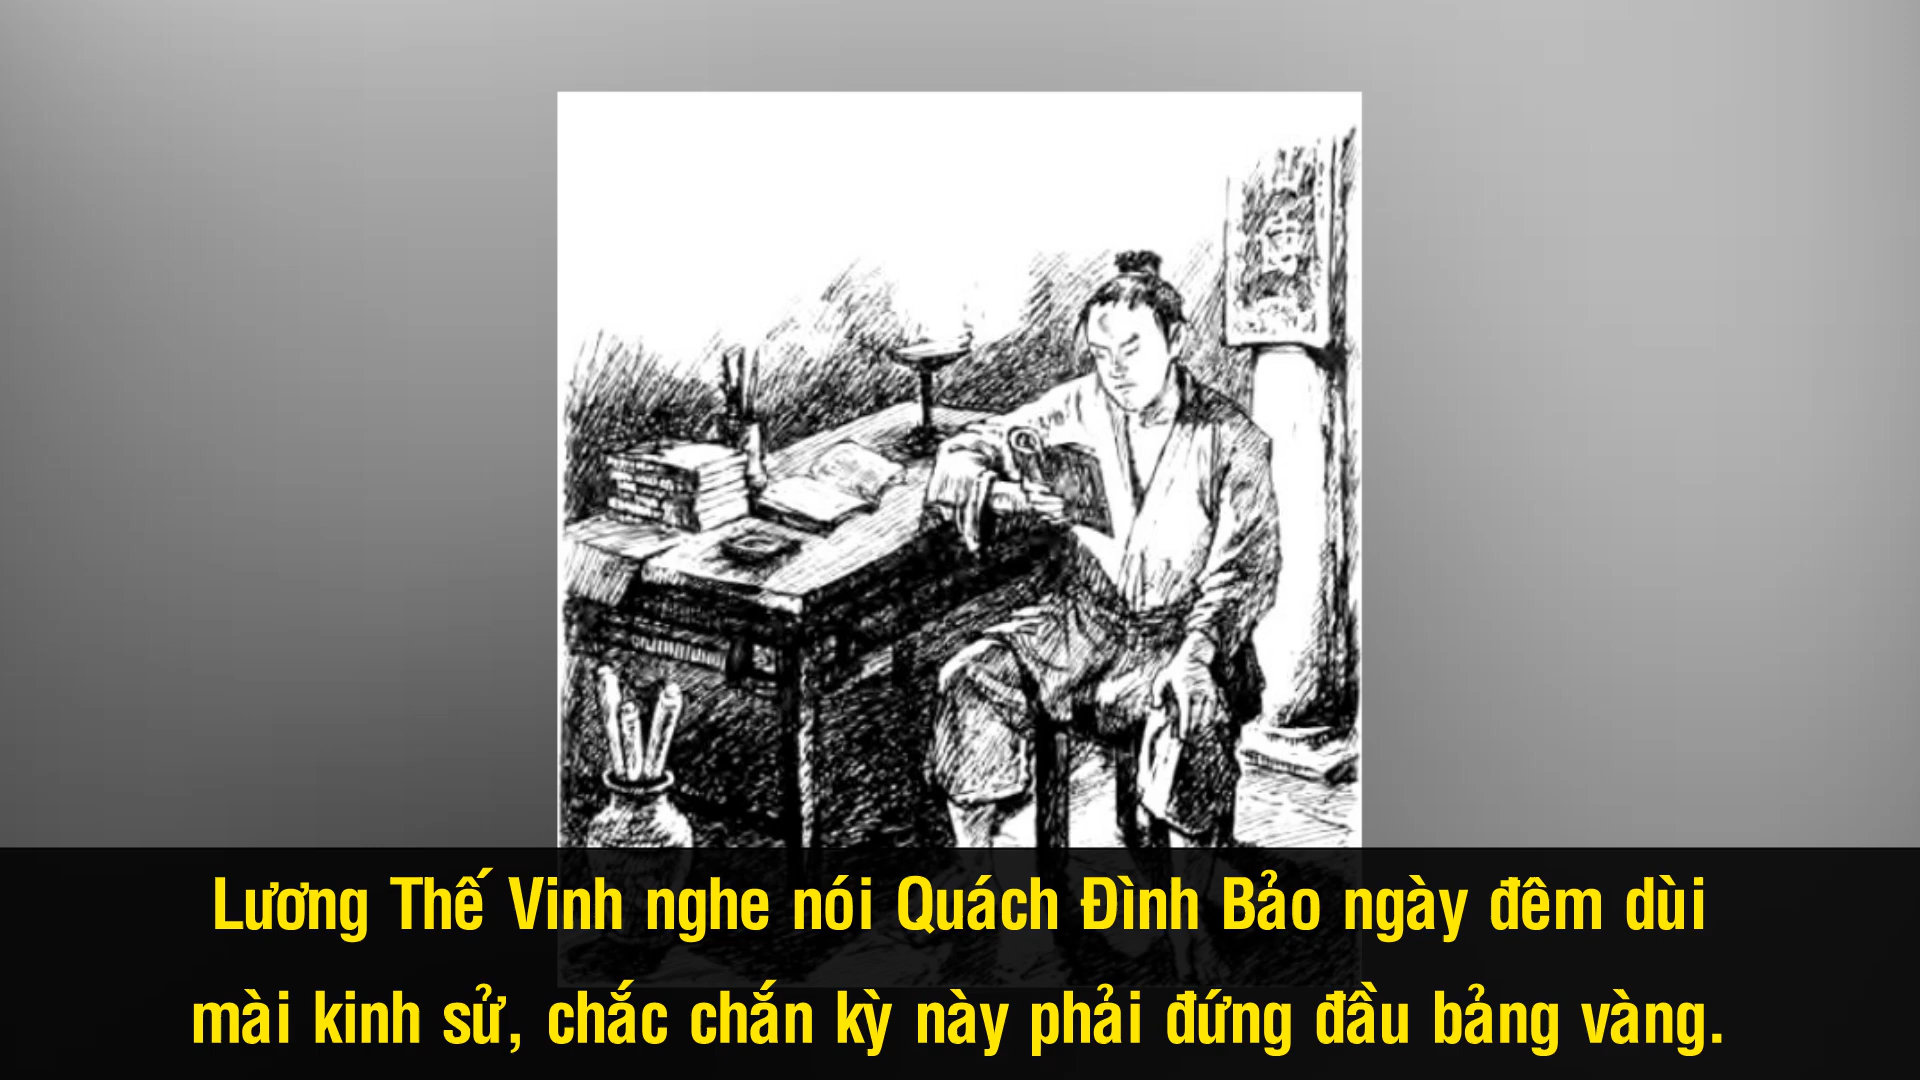 Lương Thế Vinh nghe nói Quách Đình Bảo ngày đêm dùi
mài kinh sử, chắc chắn kỳ này phải đứng đầu bảng vàng.